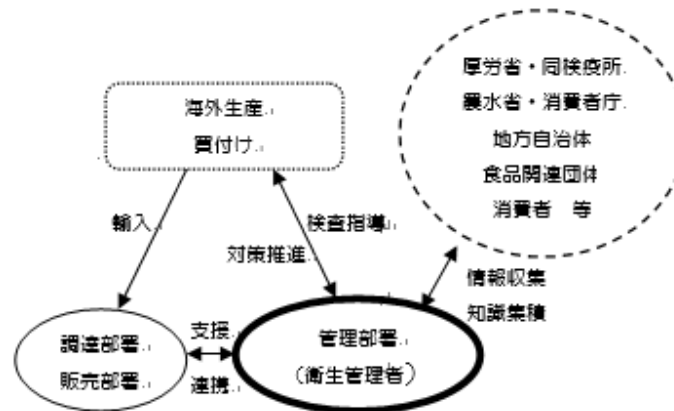 厚労省・同検疫所
農水省・消費者庁
地方自治体
食品関連団体
消費者　等
海外生産
買付け
輸入
検査指導
対策推進
情報収集
知識集積
調達部署
販売部署
支援
連携
管理部署
（衛生管理者）